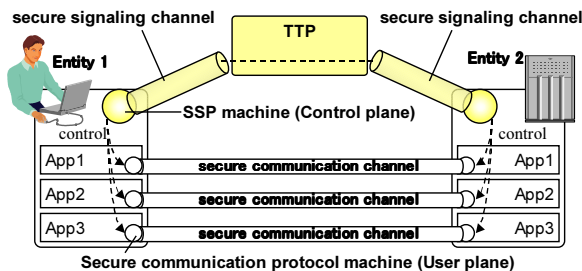 secure signaling channel
TTP
secure signaling channel
Entity 1
Entity 2
SSP machine (Control plane)
control
control
App1
secure communication channel
App1
App2
secure communication channel
App2
App3
secure communication channel
App3
Secure communication protocol machine (User plane)